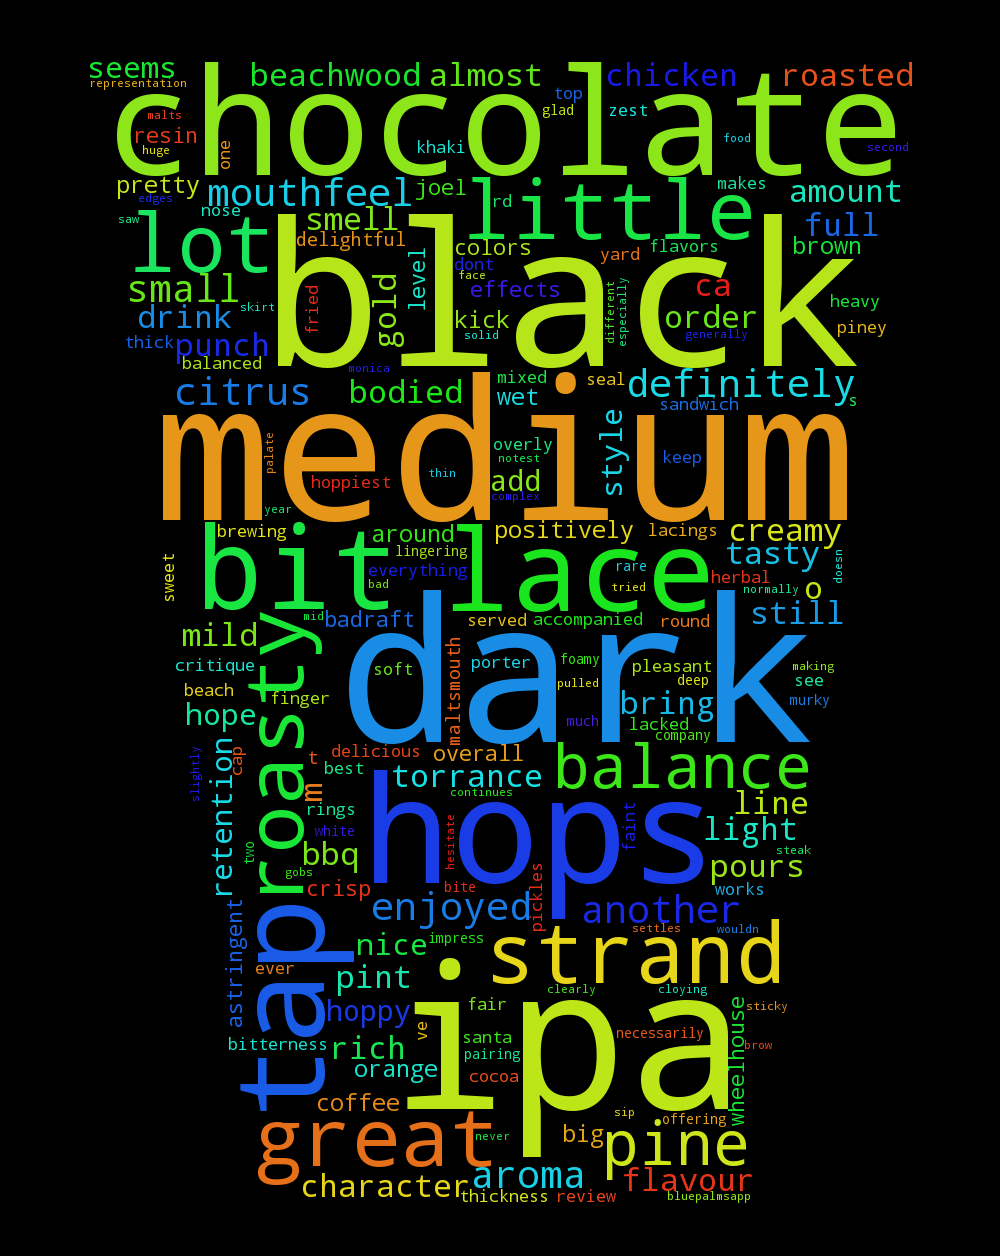 seems
representation
beachwood
almost
chicken
roasted
chocolate
top
glad
zest
malts
resin
huge
one
khaki
food
second
pretty
mouthfeel
joel
little
rd
makes
amount
edges
nose
saw
lot
smell
delightful
colors
yard
flavors
full
brown
black
level
dont
face
effects
ca
small
skirt
fried
gold
different
especially
heavy
drink
kick
order
piney
thick
punch
solid
generally
balanced
monica
citrus
bodied
mixed
wet
seal
definitely
sandwich
s
medium
palate
overly
notest
style
keep
hoppiest
thin
add
complex
year
brewing
around
positively
lacings
creamy
sweet
bit
lingering
lace
tasty
doesn
everything
bad
rare
tried
herbal
normally
o
mid
badraft
served
accompanied
round
still
dark
mild
roasty
critique
soft
maltsmouth
porter
foamy
pleasant
making
beach
finger
pulled
deep
see
bring
murky
hope
much
lacked
company
slightly
retention
cap
t
delicious
overall
best
torrance
balance
m
rings
continues
line
white
hops
faint
light
two
bbq
hesitate
steak
gobs
pours
crisp
bite
pickles
works
enjoyed
another
astringent
tap
nice
impress
strand
settles
wouldn
ever
pint
ipa
clearly
cloying
hoppy
fair
sticky
ve
santa
necessarily
wheelhouse
bitterness
rich
pairing
brow
orange
cocoa
coffee
sip
offering
great
never
big
pine
aroma
flavour
character
thickness
review
bluepalmsapp